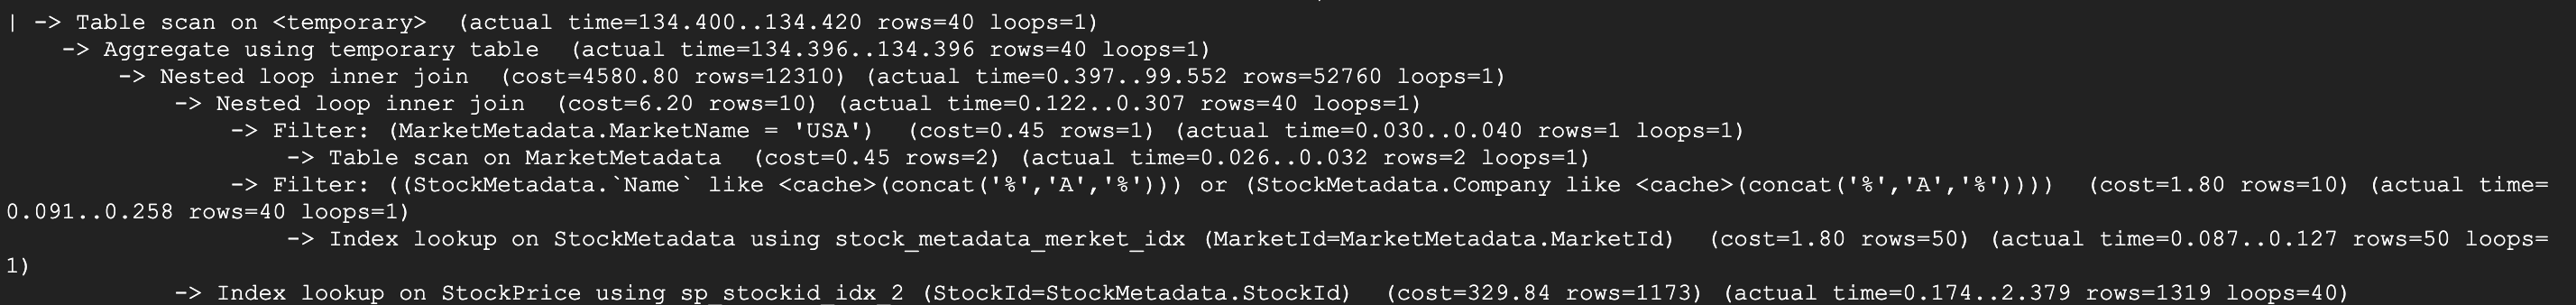 | -> Table scan on <temporary>  (actual time=134.400..134.420 rows=40 loops=1)
    -> Aggregate using temporary table  (actual time=134.396..134.396 rows=40 loops=1)
        -> Nested loop inner join  (cost=4580.80 rows=12310) (actual time=0.397..99.552 rows=52760 loops=1)
            -> Nested loop inner join  (cost=6.20 rows=10) (actual time=0.122..0.307 rows=40 loops=1)
                -> Filter: (MarketMetadata.MarketName = 'USA')  (cost=0.45 rows=1) (actual time=0.030..0.040 rows=1 loops=1)
                    -> Table scan on MarketMetadata  (cost=0.45 rows=2) (actual time=0.026..0.032 rows=2 loops=1)
                -> Filter: ((StockMetadata.`Name` like <cache>(concat('%','A','%'))) or (StockMetadata.Company like <cache>(concat('%','A','%'))))  (cost=1.80 rows=10) (actual time=
0.091..0.258 rows=40 loops=1)
                    -> Index lookup on StockMetadata using stock_metadata_merket_idx (MarketId=MarketMetadata.MarketId)  (cost=1.80 rows=50) (actual time=0.087..0.127 rows=50 loops=
1)
            -> Index lookup on StockPrice using sp_stockid_idx_2 (StockId=StockMetadata.StockId)  (cost=329.84 rows=1173) (actual time=0.174..2.379 rows=1319 loops=40)